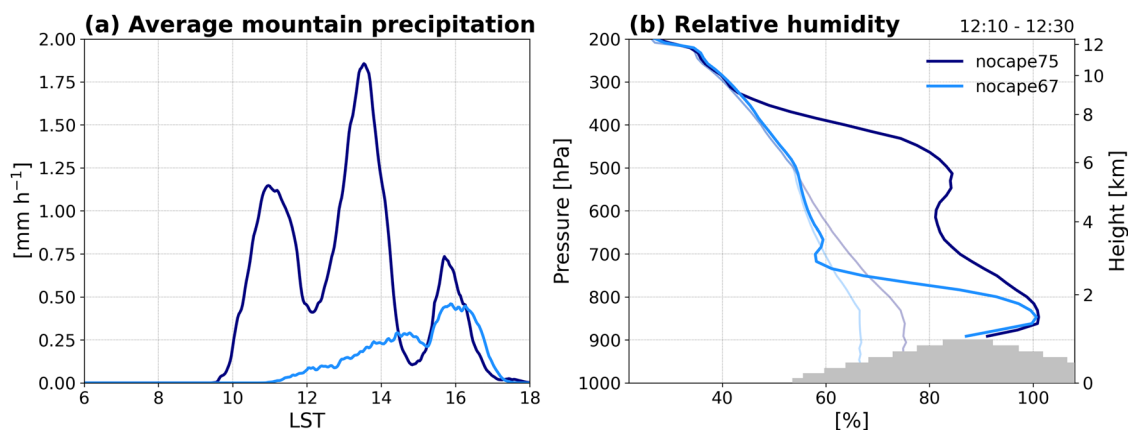 (a) Average mountain precipitation
2.00
1.75
1.50
1.25
1.00
0.75
0.50
0.25
0.00
[mm h⁻¹]
6 8 10 12 14 16 18
LST
(b) Relative humidity 12:10 - 12:30
nocape75
nocape67
200
300
400
500
600
700
800
900
1000
Pressure [hPa]
12
10
8
6
4
2
0
Height [km]
40 60 80 100
[%]